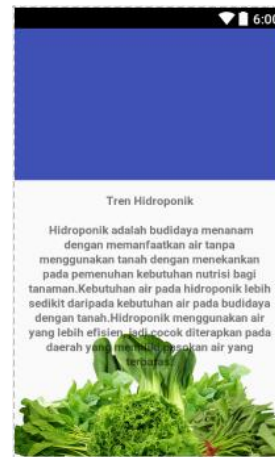 6:00
Tren Hidroponik
Hidroponik adalah budidaya menanam
dengan memanfaatkan air tanpa
menggunakan tanah dengan menekankan
pada pemenuhan kebutuhan nutrisi bagi
tanaman.Kebutuhan air pada hidroponik lebih
sedikit daripada kebutuhan air pada budidaya
dengan tanah.Hidroponik menggunakan air
yang lebih efisien, jadi cocok diterapkan pada
daerah yang memiliki pasokan air yang
terbatas.